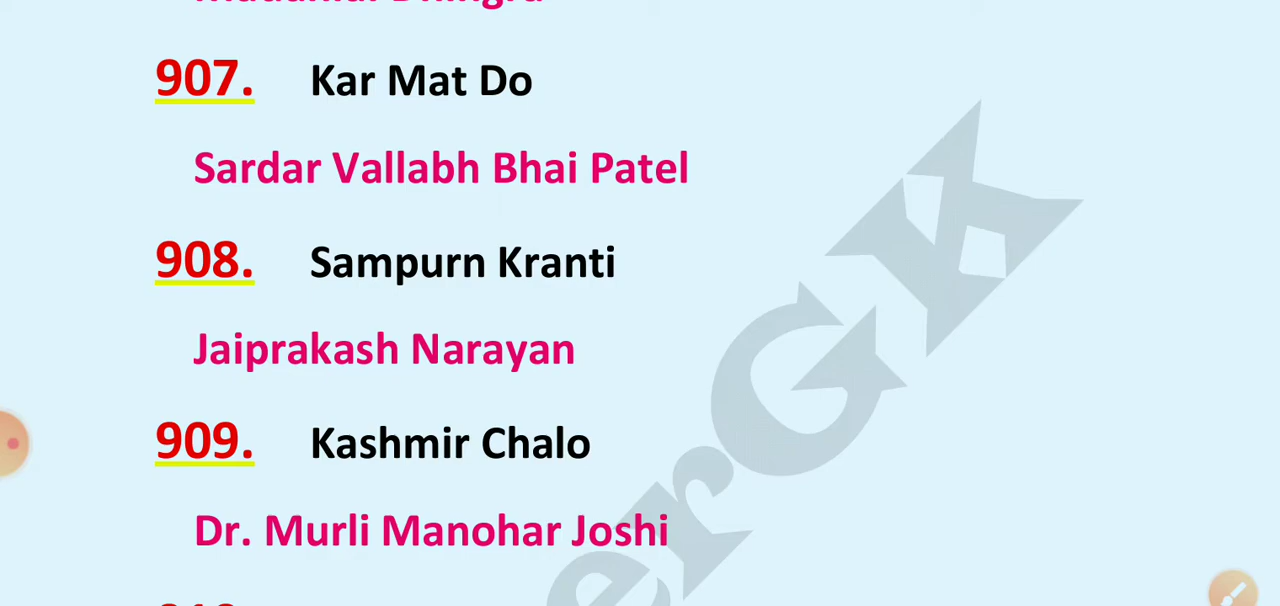 907. Kar Mat Do
Sardar Vallabh Bhai Patel
908. Sampurn Kranti
Jaiprakash Narayan
909. Kashmir Chalo
Dr. Murli Manohar Joshi
erGK